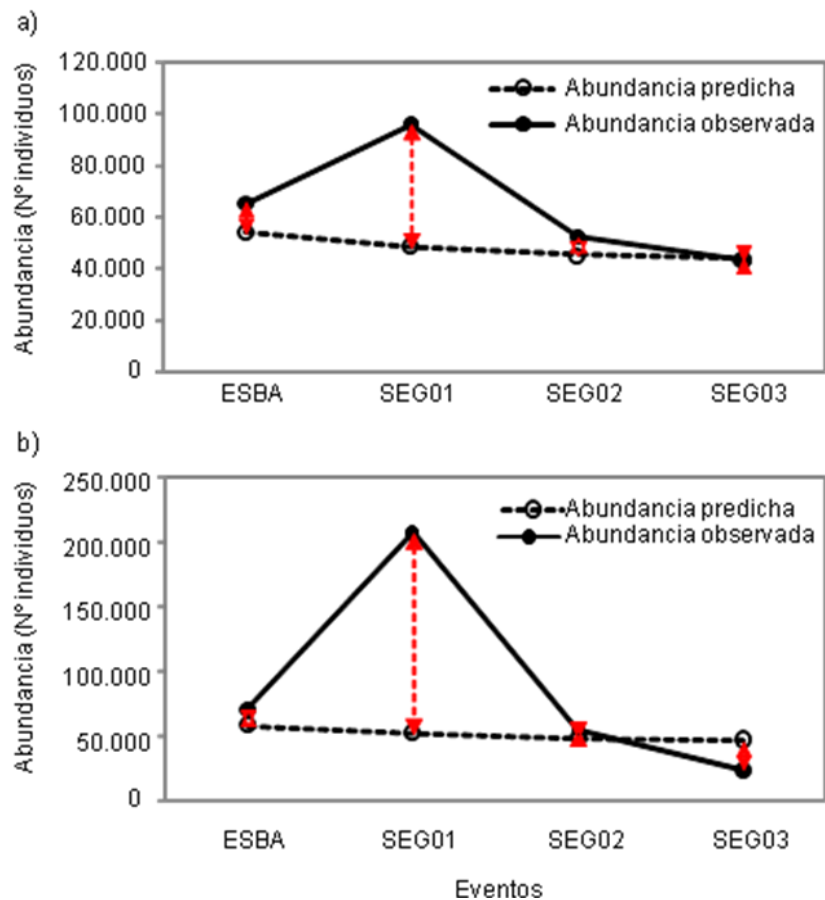 a)
Abundancia (N° individuos)
120.000
100.000
80.000
60.000
40.000
20.000
0
Abundancia predicha
Abundancia observada
ESBA
SEG01
SEG02
SEG03
b)
Abundancia (N° individuos)
250.000
200.000
150.000
100.000
50.000
0
Abundancia predicha
Abundancia observada
ESBA
SEG01
SEG02
SEG03
Eventos